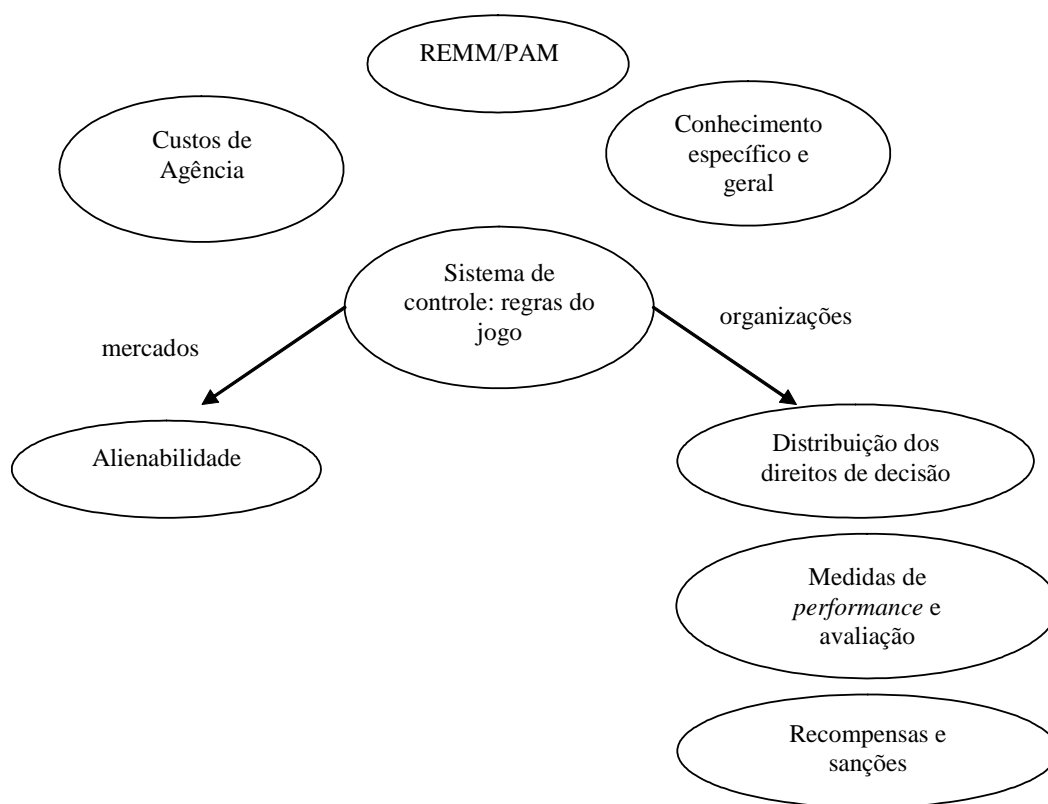 REMM/PAM
Custos de
Agência
Conhecimento
específico e
geral
Sistema de
controle: regras do
jogo
mercados
organizações
Alienabilidade
Distribuição dos
direitos de decisão
Medidas de
performance e
avaliação
Recompensas e
sanções